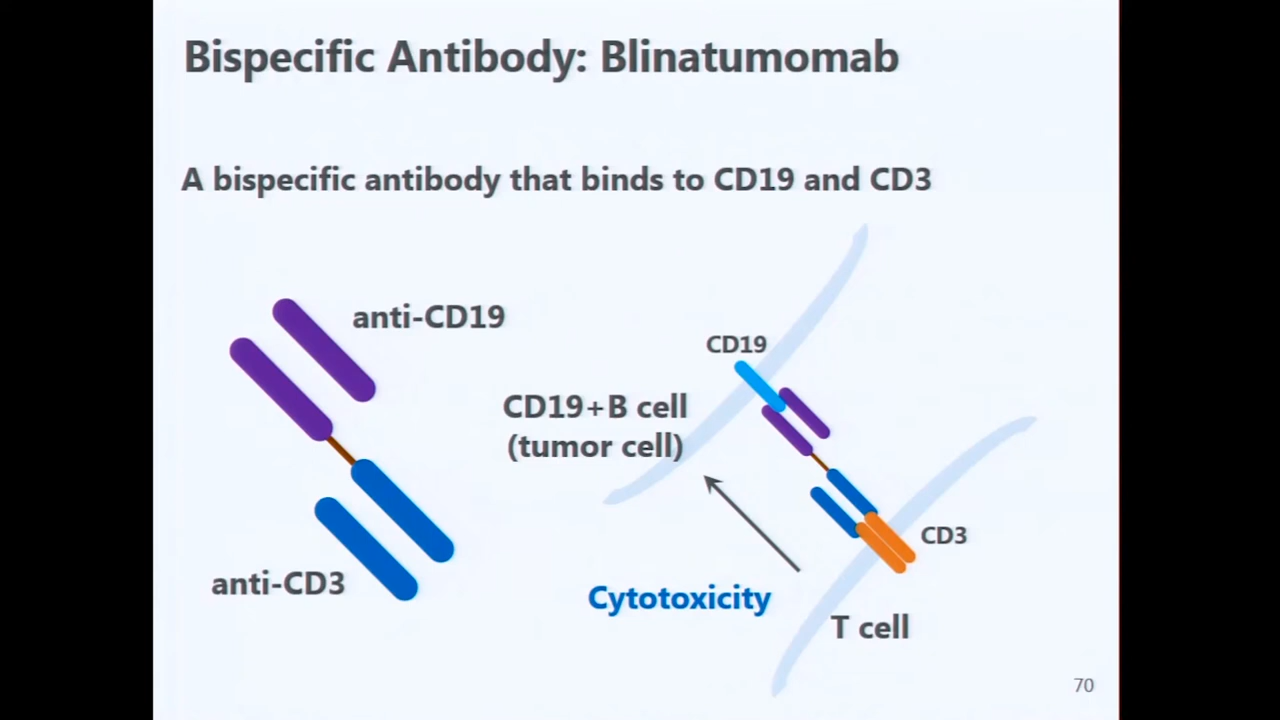 Bispecific Antibody: Blinatumomab
A bispecific antibody that binds to CD19 and CD3
anti-CD19
anti-CD3
CD19
CD19+B cell
(tumor cell)
CD3
Cytotoxicity
T cell
70